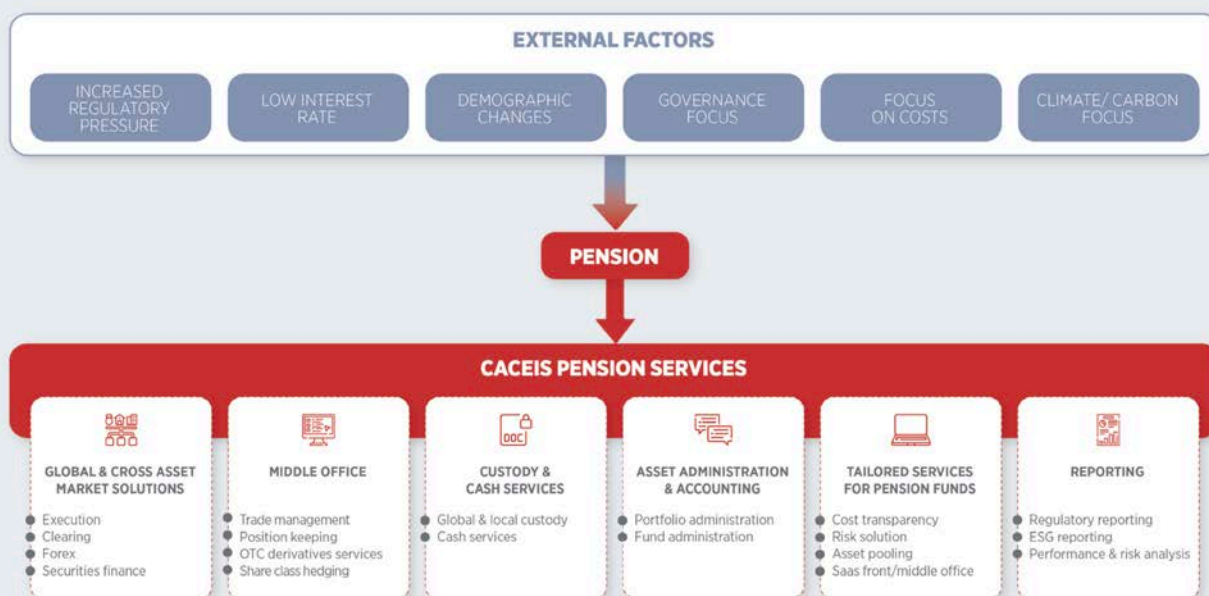 EXTERNAL FACTORS
INCREASED
REGULATORY
PRESSURE
LOW INTEREST
RATE
DEMOGRAPHIC
CHANGES
GOVERNANCE
FOCUS
FOCUS
ON COSTS
CLIMATE/ CARBON
FOCUS
PENSION
CACEIS PENSION SERVICES
GLOBAL & CROSS ASSET
MARKET SOLUTIONS
Execution
Clearing
Forex
Securities finance
MIDDLE OFFICE
Trade management
Position keeping
OTC derivatives services
Share class hedging
DOC
CUSTODY &
CASH SERVICES
Global & local custody
Cash services
ASSET ADMINISTRATION
& ACCOUNTING
Portfolio administration
Fund administration
TAILORED SERVICES
FOR PENSION FUNDS
Cost transparency
Risk solution
Asset pooling
Saas front/middle office
REPORTING
Regulatory reporting
ESG reporting
Performance & risk analysis